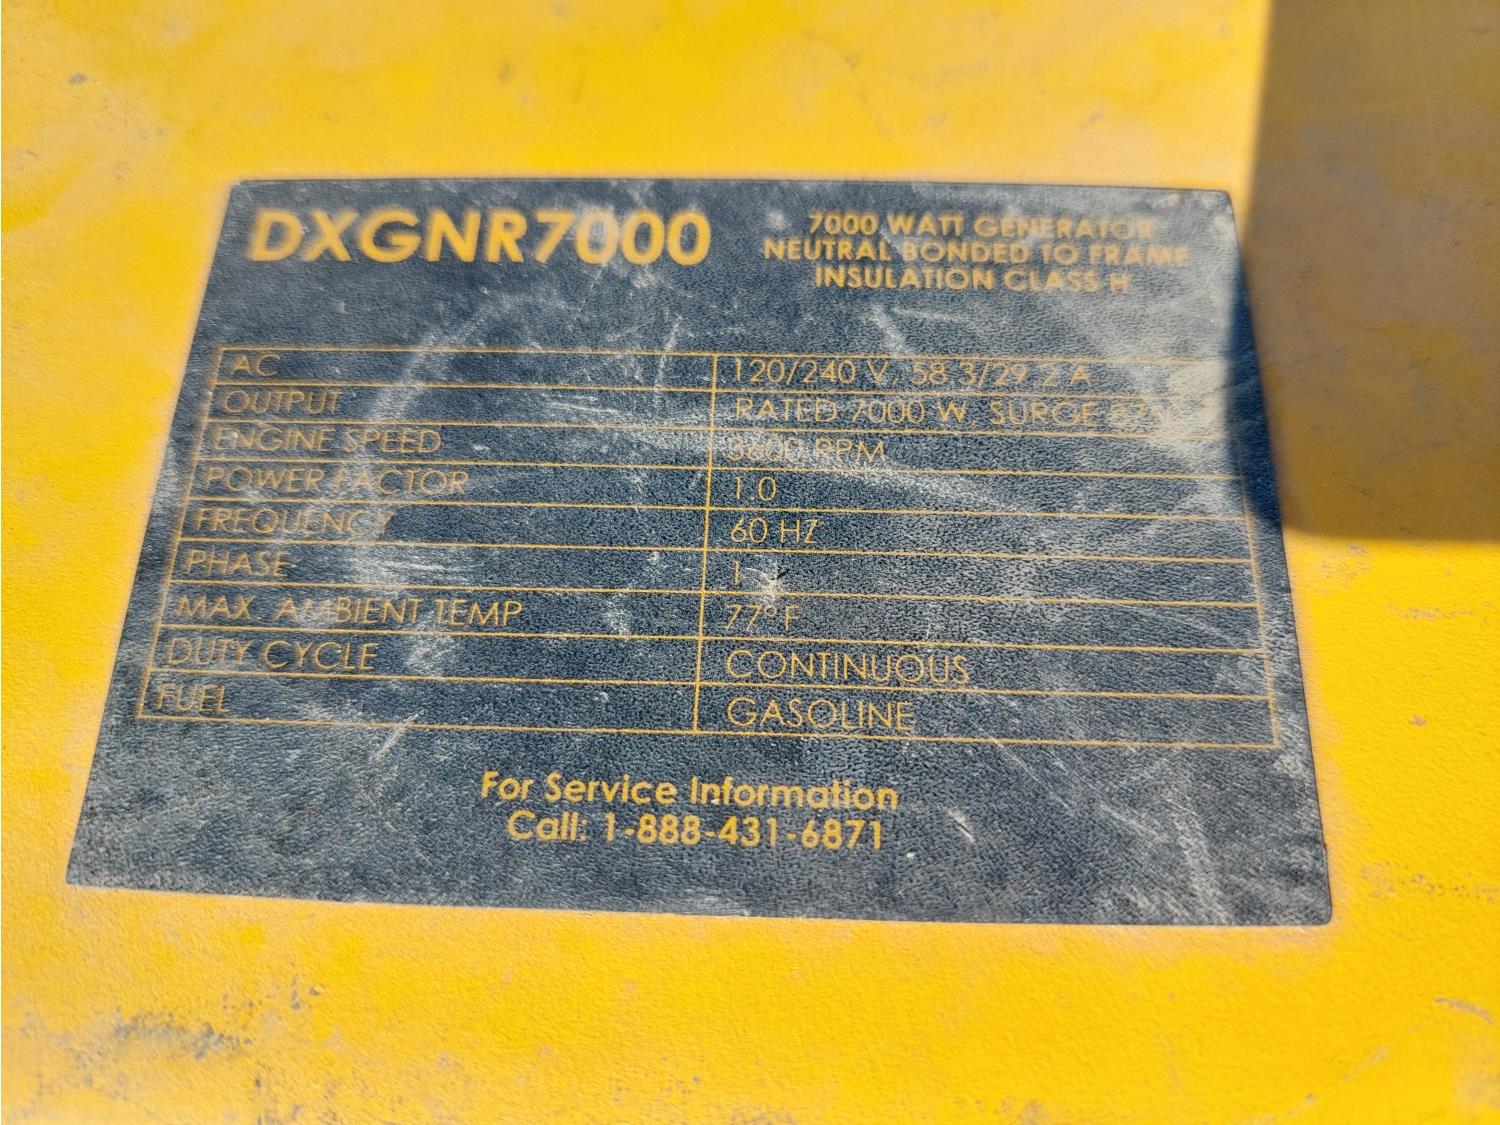 DXGNR7000
7000 WATT GENERATOR
NEUTRAL BONDED TO FRAME
INSULATION CLASS H
AC 120/240 V, 58.3/29.2 A
OUTPUT RATED 7000 W, SURGE
ENGINE SPEED 3600 RPM
POWER FACTOR 1.0
FREQUENCY 60 HZ
PHASE 1
MAX. AMBIENT TEMP 77°F
DUTY CYCLE CONTINUOUS
FUEL GASOLINE
For Service Information
Call: 1-888-431-6871